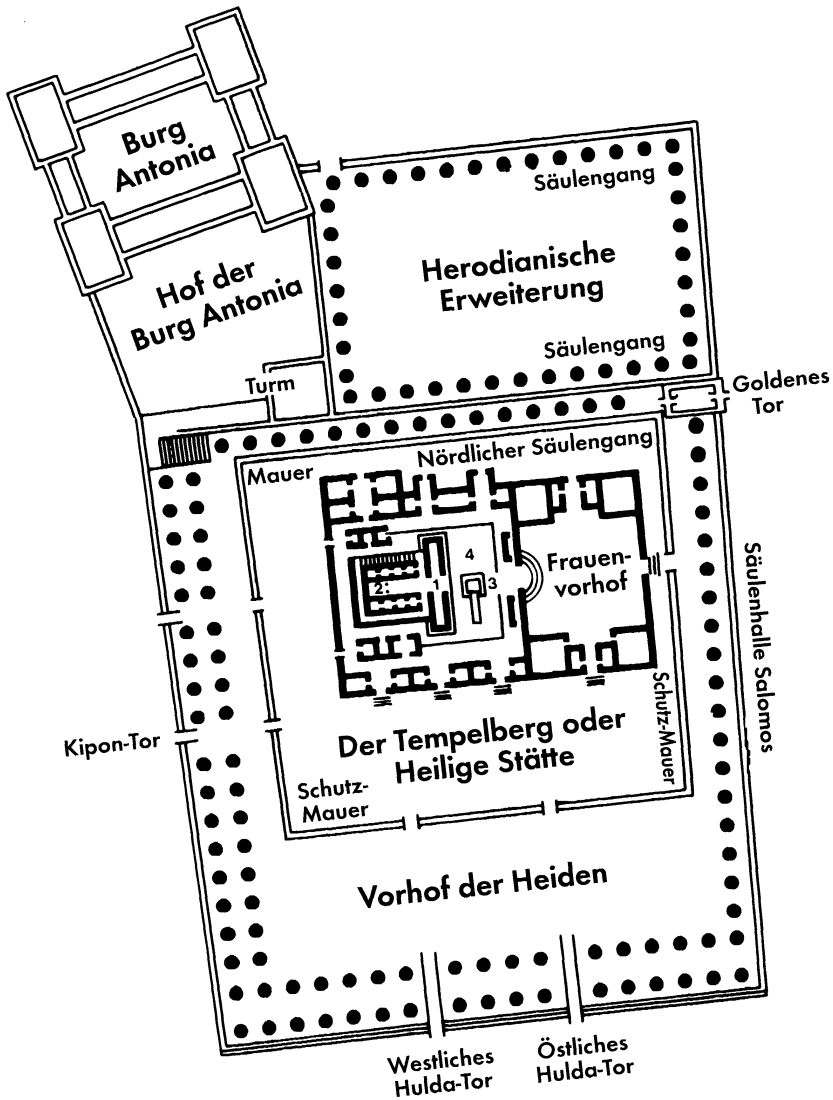 Burg
Antonia
Säulengang
Hof der
Burg Antonia
Herodianische
Erweiterung
Säulengang
Turm
Goldenes
Tor
Nördlicher Säulengang
Mauer
4
Frauen-
vorhof
2:
1
3
Säulenhalle Salomos
Schutz-Mauer
Kipon-Tor
Der Tempelberg oder
Heilige Stätte
Schutz-
Mauer
Vorhof der Heiden
Westliches
Hulda-Tor
Östliches
Hulda-Tor